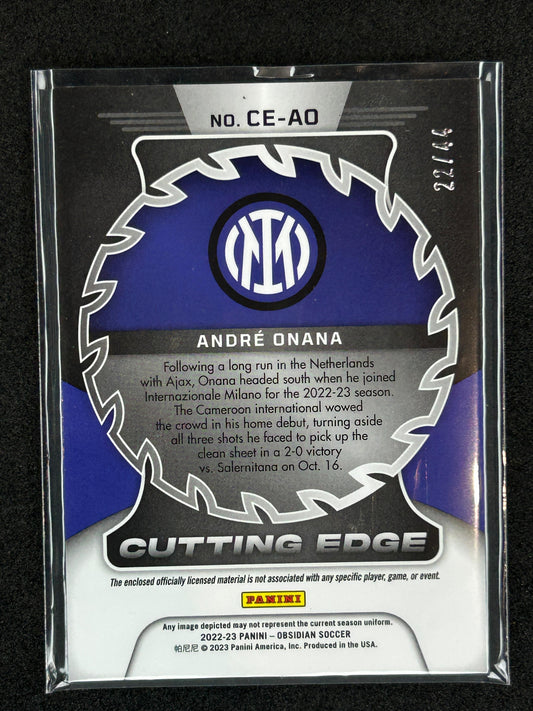 NO. CE-AO
22/44
IM
ANDRÉ ONANA
Following a long run in the Netherlands
with Ajax, Onana headed south when he joined
Internazionale Milano for the 2022-23 season.
The Cameroon international wowed
the crowd in his home debut, turning aside
all three shots he faced to pick up the
clean sheet in a 2-0 victory
vs. Salernitana on Oct. 16.
CUTTING EDGE
The enclosed officially licensed material is not associated with any specific player, game, or event.
PANINI
Any image depicted may not represent the current season uniform.
2022-23 PANINI – OBSIDIAN SOCCER
帕尼尼 © 2023 Panini America, Inc. Produced in the USA.